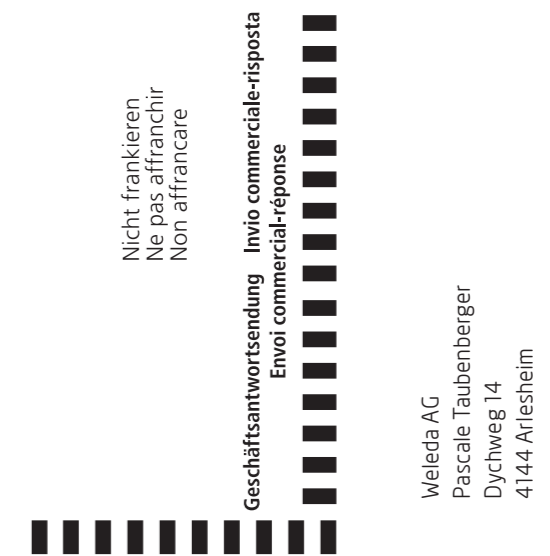 Nicht frankieren
Ne pas affranchir
Non affrancare
Geschäftsantwortsendung Invio commerciale-risposta
Envoi commercial-réponse
Weleda AG
Pascale Taubenberger
Dychweg 14
4144 Arlesheim